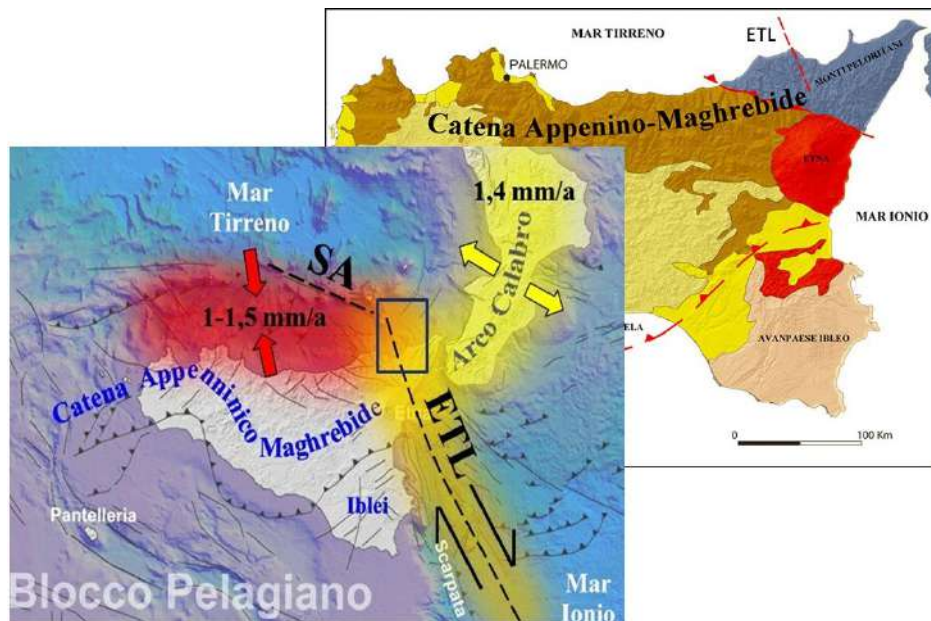 MAR TIRRENO
ETL
PALERMO
MONTI PELORITANI
Catena Appenino-Maghrebide
ETNA
MAR IONIO
ELA
AVANPAESE IBLEO
0
100 Km
Mar
Tirreno
1,4 mm/a
SA
Arco Calabro
1-1,5 mm/a
Catena Appenninico Maghrebide
Etna
ETL
Iblei
Pantelleria
Scarpata
Blocco Pelagiano
Mar
Ionio